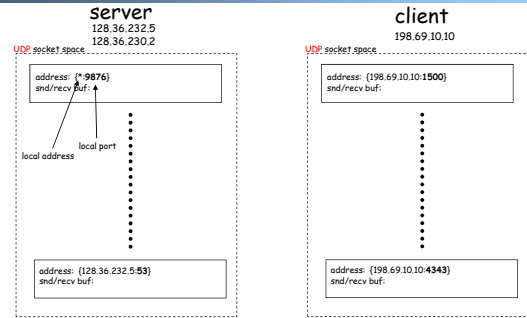 server
128.36.232.5
128.36.230.2
UDP socket space
address: {*:9876}
snd/recv buf:
local address
local port
address: {128.36.232.5:53}
snd/recv buf:
client
198.69.10.10
UDP socket space
address: {198.69.10.10:1500}
snd/recv buf:
address: {198.69.10.10:4343}
snd/recv buf: